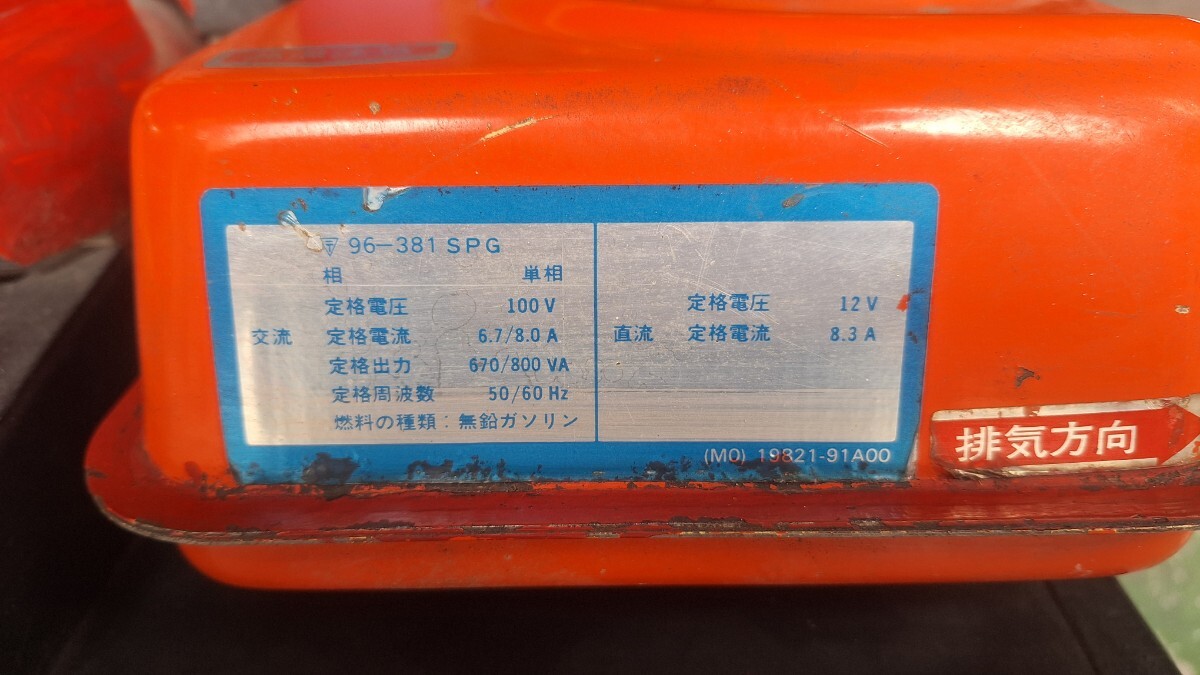 〒 96-381 SPG
相 単相
定格電圧 100 V
交流 定格電流 6.7/8.0 A
定格出力 670/800 VA
定格周波数 50/60 Hz
燃料の種類：無鉛ガソリン
定格電圧 12 V
直流 定格電流 8.3 A
(MO) 19821-91A00
排気方向